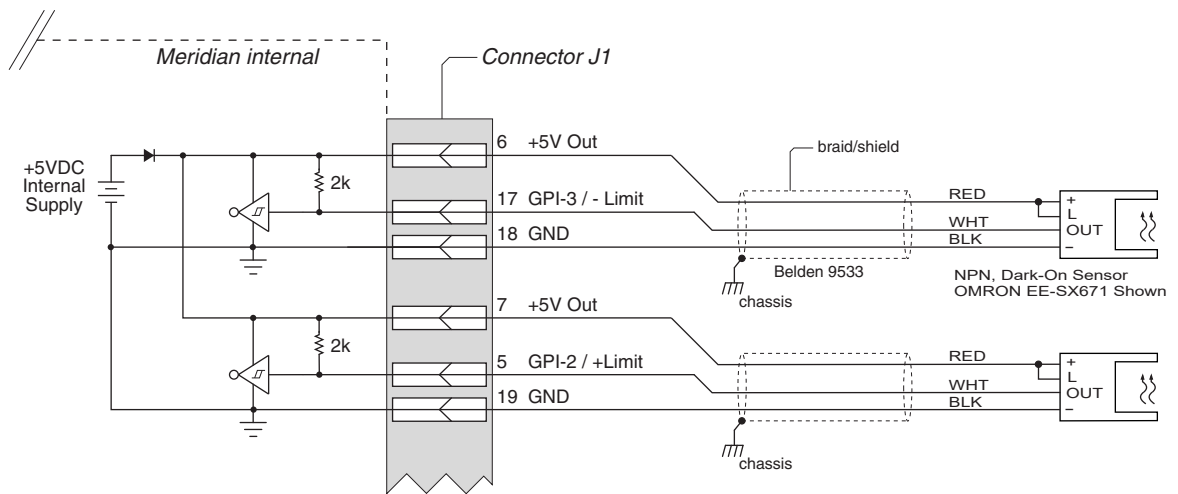 Meridian internal
Connector J1
+5VDC
Internal
Supply
2k
6 +5V Out
17 GPI-3 / - Limit
18 GND
braid/shield
Belden 9533
chassis
RED
WHT
BLK
+
L
OUT
–
NPN, Dark-On Sensor
OMRON EE-SX671 Shown
2k
7 +5V Out
5 GPI-2 / +Limit
19 GND
chassis
RED
WHT
BLK
+
L
OUT
–